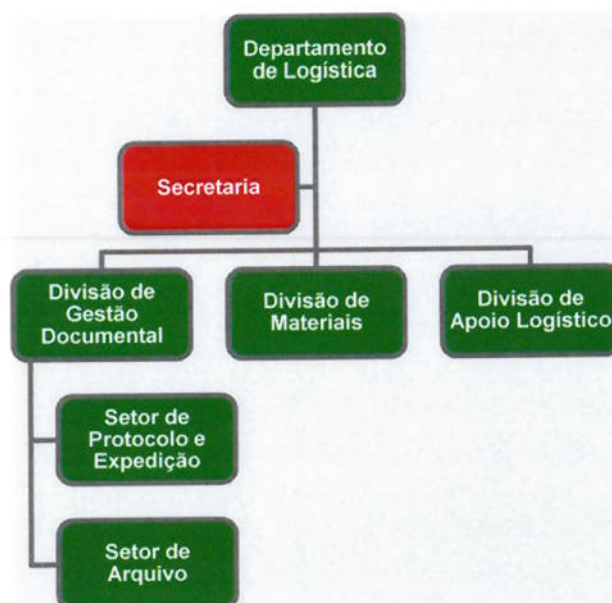 Departamento
de Logística
Secretaria
Divisão de
Gestão
Documental
Divisão de
Materiais
Divisão de
Apoio Logístico
Setor de
Protocolo e
Expedição
Setor de
Arquivo